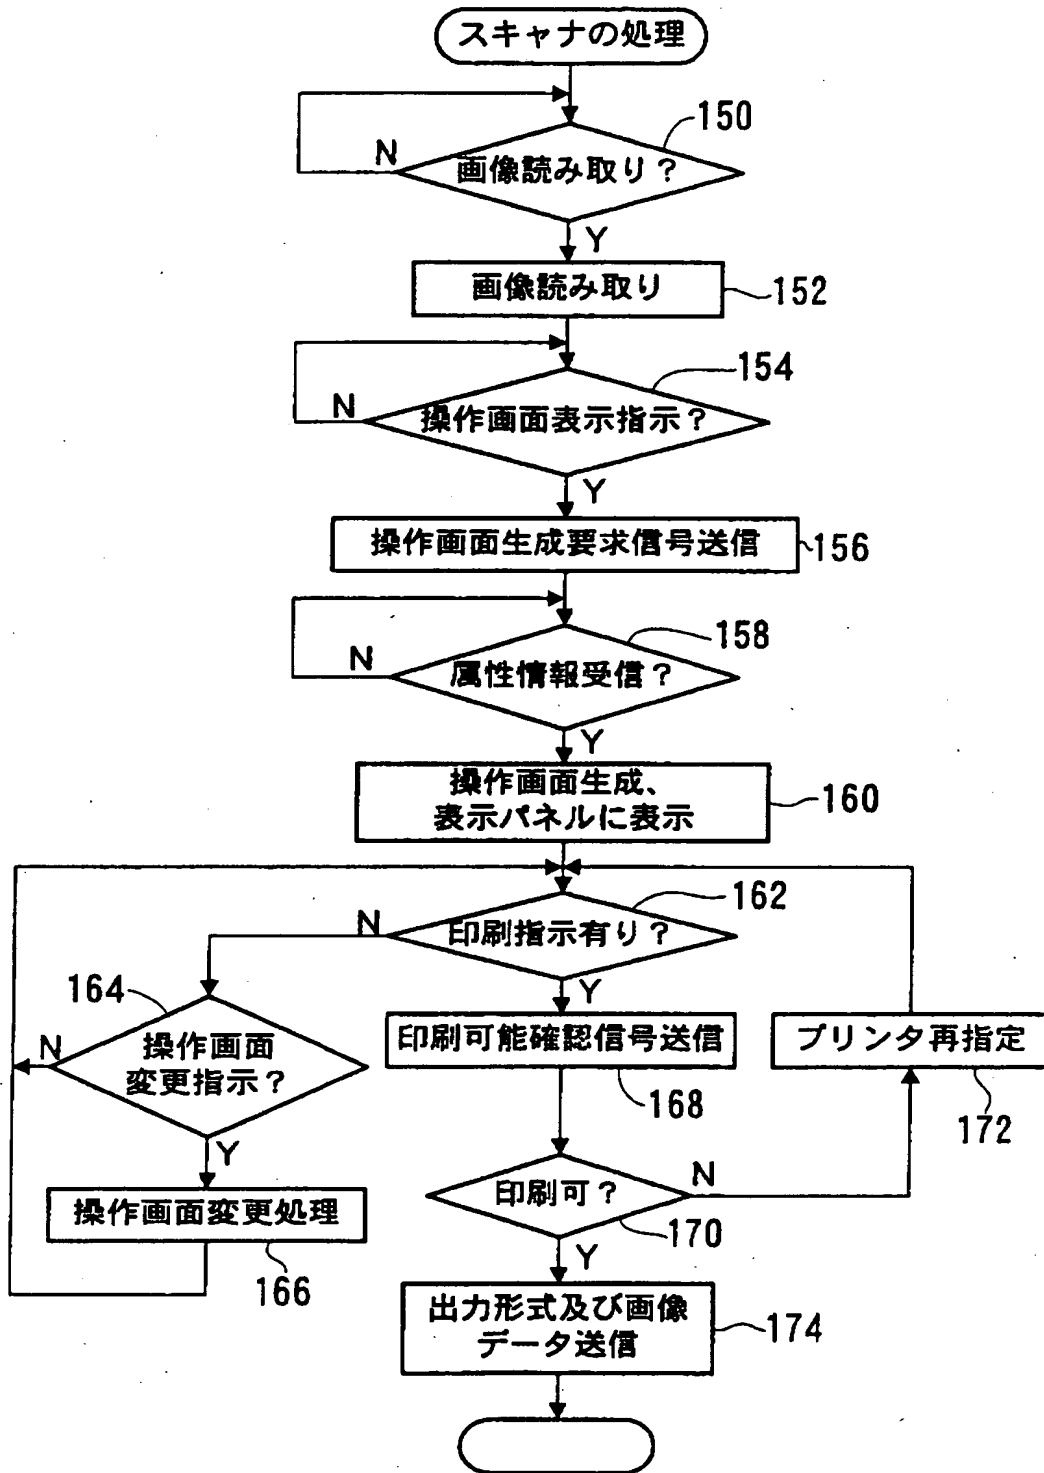 スキャナの処理
150
N
画像読み取り?
Y
画像読み取り
152
154
N
操作画面表示指示?
Y
操作画面生成要求信号送信
156
158
N
属性情報受信?
Y
操作画面生成、
表示パネルに表示
160
162
N
印刷指示有り?
Y
164
N
操作画面
変更指示?
Y
印刷可能確認信号送信
168
プリンタ再指定
172
操作画面変更処理
166
印刷可?
N
170
Y
出力形式及び画像
データ送信
174